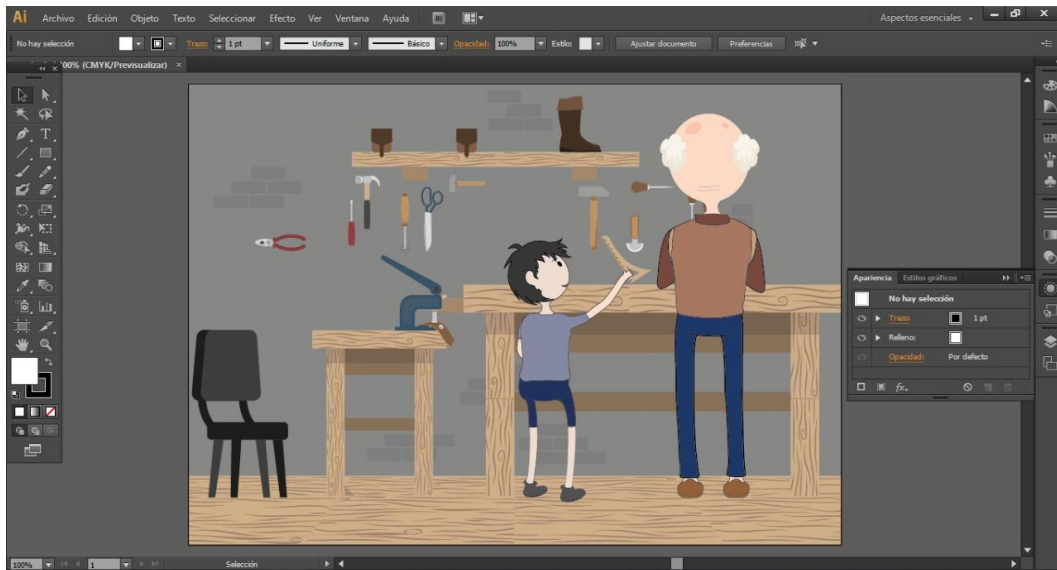 Ai Archivo Edición Objeto Texto Seleccionar Efecto Ver Ventana Ayuda Br Aspectos esenciales
No hay selección Trazo: 1 pt Uniforme Básico Opacidad: 100% Estilo: Ajustar documento Preferencias
00% (CMYK/Previsualizar) ×
Apariencia Estilos gráficos
No hay selección
Trazo: 1 pt
Relleno:
Opacidad: Por defecto
fx.
100% 1 Selección